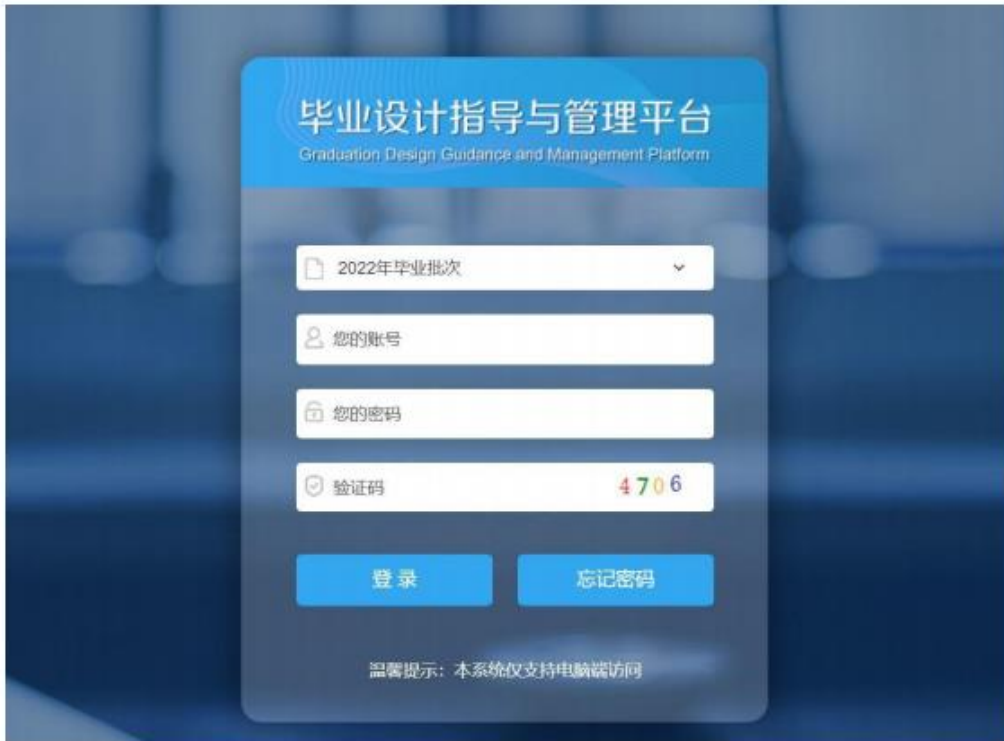 毕业设计指导与管理平台
Graduation Design Guidance and Management Platform
2022年毕业批次
您的账号
您的密码
验证码 4706
登录 忘记密码
温馨提示：本系统仅支持电脑端访问